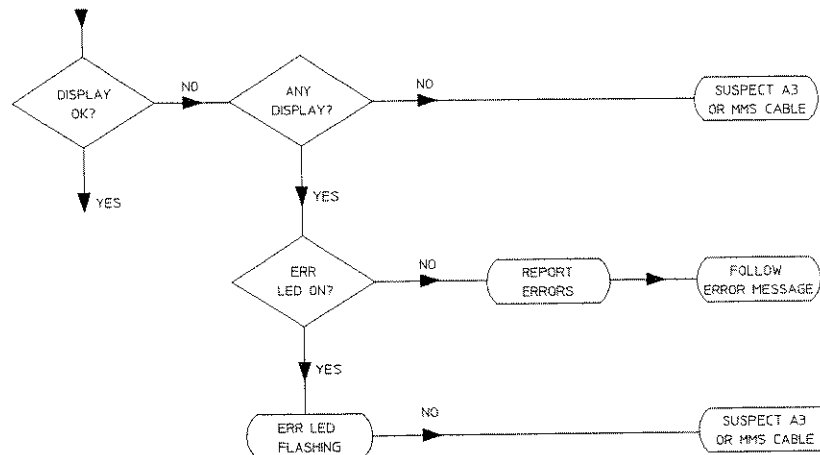 DISPLAY
OK?
NO
ANY
DISPLAY?
NO
SUSPECT A3
OR MMS CABLE
YES
YES
ERR
LED ON?
NO
REPORT
ERRORS
FOLLOW
ERROR MESSAGE
YES
ERR LED
FLASHING
NO
SUSPECT A3
OR MMS CABLE